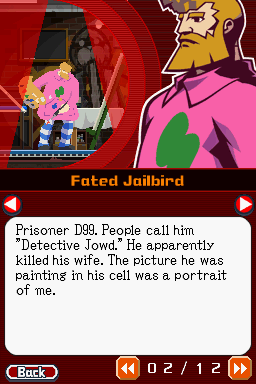 Fated Jailbird
Prisoner D99. People call him
"Detective Jowd." He apparently
killed his wife. The picture he was
painting in his cell was a portrait
of me.
Back
02/12